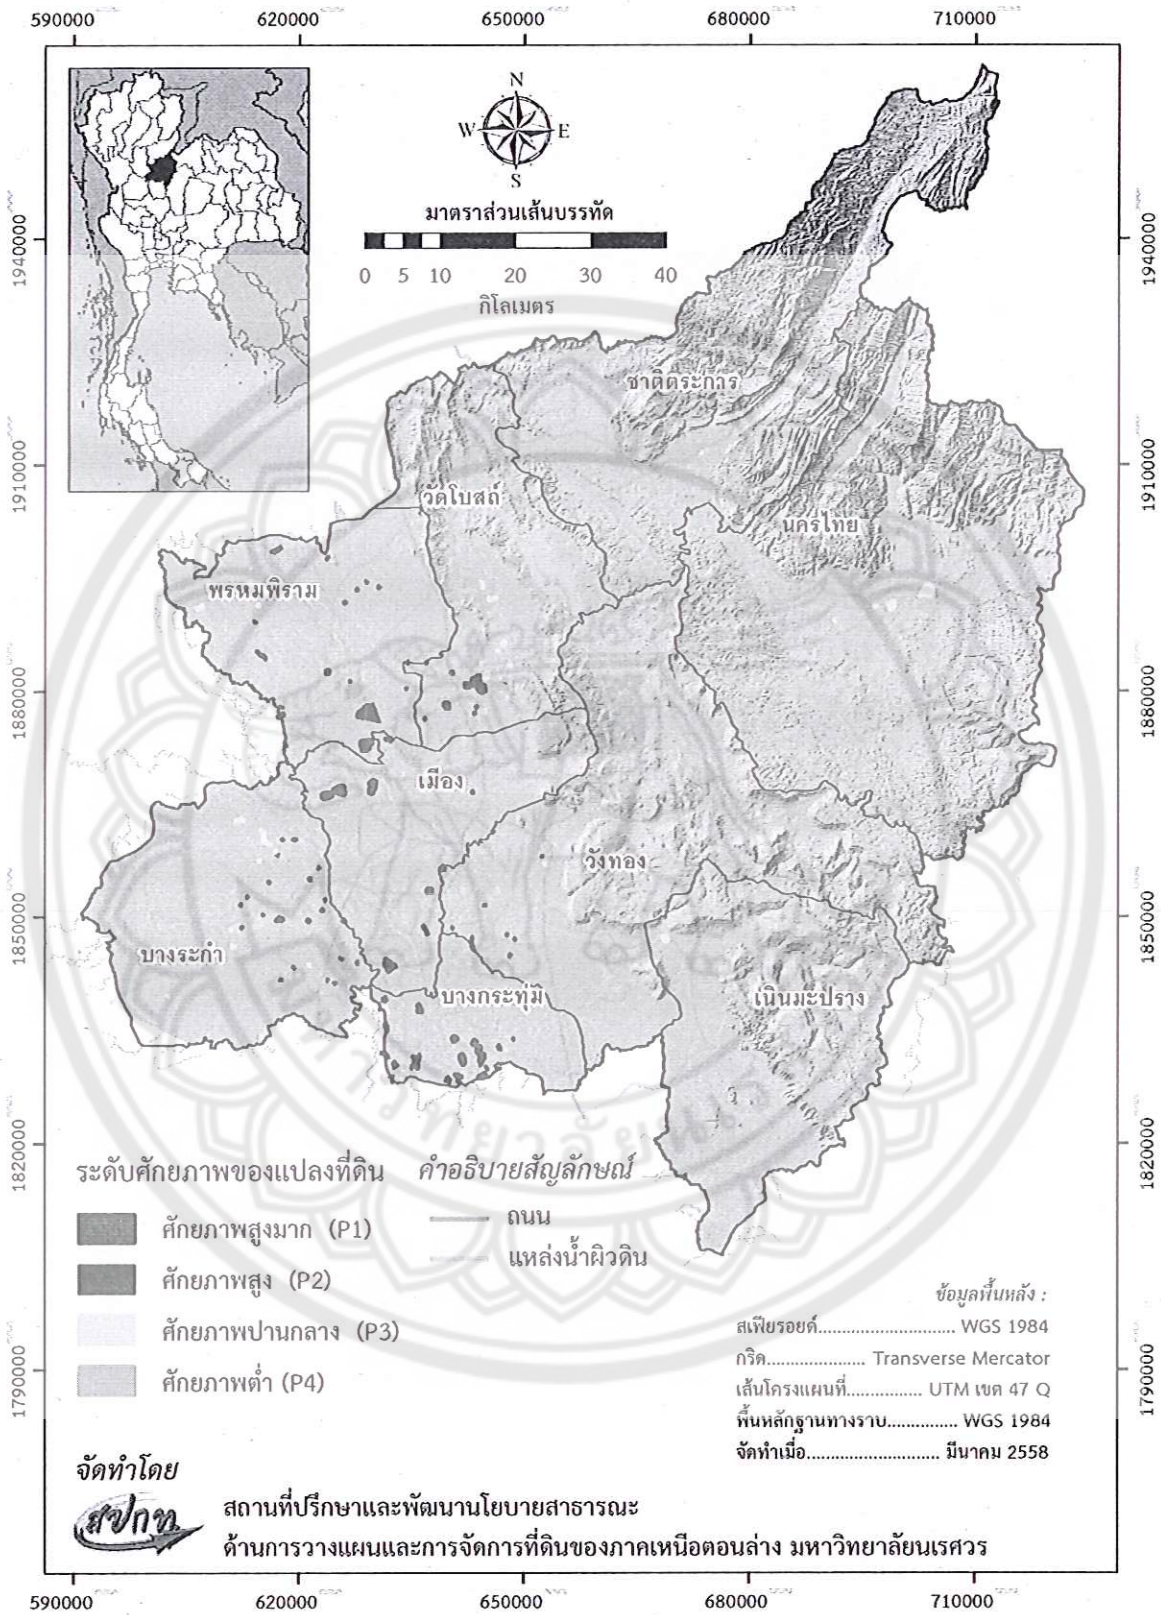 590000 620000 650000 680000 710000
N
W E
S
มาตราส่วนเส้นบรรทัด
0 5 10 20 30 40
กิโลเมตร
1940000 1940000
ชาติตระการ
1910000 1910000
วัดโบสถ์
นครไทย
พรหมพิราม
1880000 1880000
เมือง
วังทอง
1850000 1850000
บางระกำ
บางกระทุ่ม
เนินมะปราง
มหาวิทยาลัยนเรศวร
1820000 1820000
ระดับศักยภาพของแปลงที่ดิน คำอธิบายสัญลักษณ์
ศักยภาพสูงมาก (P1) ถนน
แหล่งน้ำผิวดิน
ศักยภาพสูง (P2)
ศักยภาพปานกลาง (P3)
ศักยภาพต่ำ (P4)
1790000 1790000
ข้อมูลพื้นหลัง :
สเฟียรอยด์.............................. WGS 1984
กริด..................... Transverse Mercator
เส้นโครงแผนที่................ UTM เขต 47 Q
พื้นหลักฐานทางราบ............... WGS 1984
จัดทำเมื่อ............................. มีนาคม 2558
จัดทำโดย
สปกท.
สถานที่ปรึกษาและพัฒนานโยบายสาธารณะ
ด้านการวางแผนและการจัดการที่ดินของภาคเหนือตอนล่าง มหาวิทยาลัยนเรศวร
590000 620000 650000 680000 710000